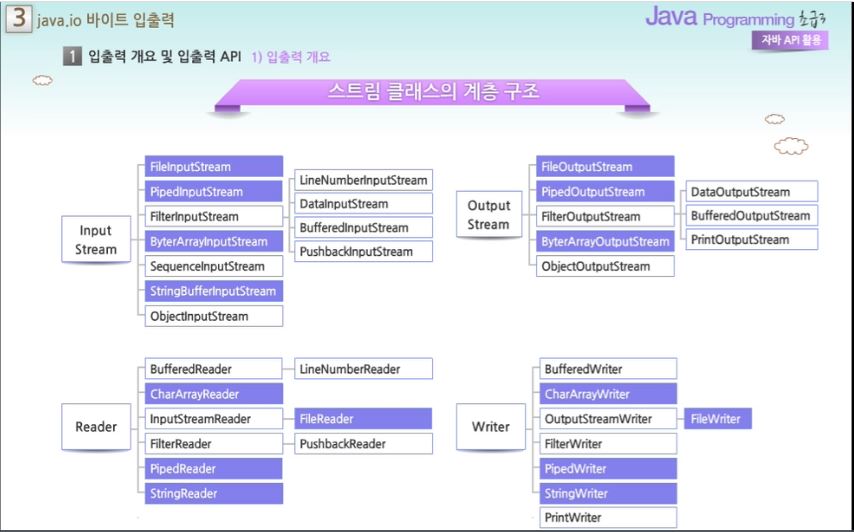 3 java.io 바이트 입출력
Java Programming 초급3
자바 API 활용
1 입출력 개요 및 입출력 API 1) 입출력 개요
스트림 클래스의 계층 구조
Input
Stream
FileInputStream
PipedInputStream
FilterInputStream
ByterArrayInputStream
SequenceInputStream
StringBufferInputStream
ObjectInputStream
LineNumberInputStream
DataInputStream
BufferedInputStream
PushbackInputStream
Output
Stream
FileOutputStream
PipedOutputStream
FilterOutputStream
ByterArrayOutputStream
ObjectOutputStream
DataOutputStream
BufferedOutputStream
PrintOutputStream
Reader
BufferedReader
CharArrayReader
InputStreamReader
FilterReader
PipedReader
StringReader
LineNumberReader
FileReader
PushbackReader
Writer
BufferedWriter
CharArrayWriter
OutputStreamWriter
FilterWriter
PipedWriter
StringWriter
PrintWriter
FileWriter